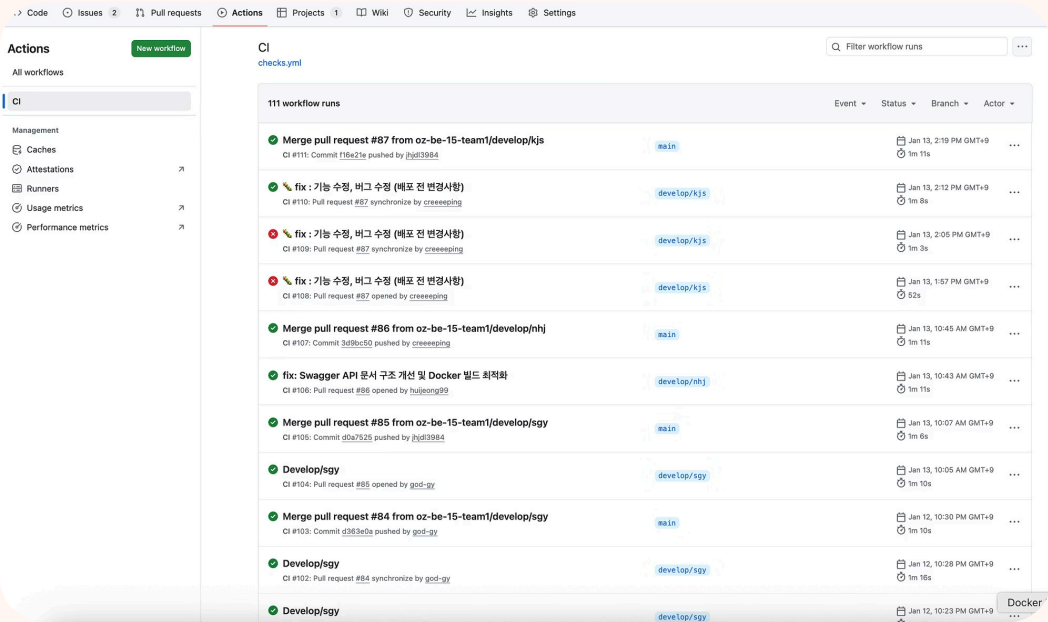 Code Issues 2 Pull requests Actions Projects 1 Wiki Security Insights Settings
Actions
New workflow
All workflows
CI
Management
Caches
Attestations
Runners
Usage metrics
Performance metrics
CI
checks.yml
Filter workflow runs
111 workflow runs
Event Status Branch Actor
Merge pull request #87 from oz-be-15-team1/develop/kjs
CI #111: Commit f16e21e pushed by jhjdl3984
main
Jan 13, 2:19 PM GMT+9
1m 11s
fix : 기능 수정, 버그 수정 (배포 전 변경사항)
CI #110: Pull request #87 synchronize by creeeeping
develop/kjs
Jan 13, 2:12 PM GMT+9
1m 8s
fix : 기능 수정, 버그 수정 (배포 전 변경사항)
CI #109: Pull request #87 synchronize by creeeeping
develop/kjs
Jan 13, 2:05 PM GMT+9
1m 3s
fix : 기능 수정, 버그 수정 (배포 전 변경사항)
CI #108: Pull request #87 opened by creeeeping
develop/kjs
Jan 13, 1:57 PM GMT+9
52s
Merge pull request #86 from oz-be-15-team1/develop/nhj
CI #107: Commit 3d9bc50 pushed by creeeeping
main
Jan 13, 10:45 AM GMT+9
1m 11s
fix: Swagger API 문서 구조 개선 및 Docker 빌드 최적화
CI #106: Pull request #86 opened by huijeong99
develop/nhj
Jan 13, 10:43 AM GMT+9
1m 11s
Merge pull request #85 from oz-be-15-team1/develop/sgy
CI #105: Commit d0a7525 pushed by jhjdl3984
main
Jan 13, 10:07 AM GMT+9
1m 6s
Develop/sgy
CI #104: Pull request #85 opened by god-gy
develop/sgy
Jan 13, 10:05 AM GMT+9
1m 10s
Merge pull request #84 from oz-be-15-team1/develop/sgy
CI #103: Commit d363e0a pushed by god-gy
main
Jan 12, 10:30 PM GMT+9
1m 10s
Develop/sgy
CI #102: Pull request #84 synchronize by god-gy
develop/sgy
Jan 12, 10:28 PM GMT+9
1m 16s
Develop/sgy
develop/sgy
Jan 12, 10:23 PM GMT+9
Docker